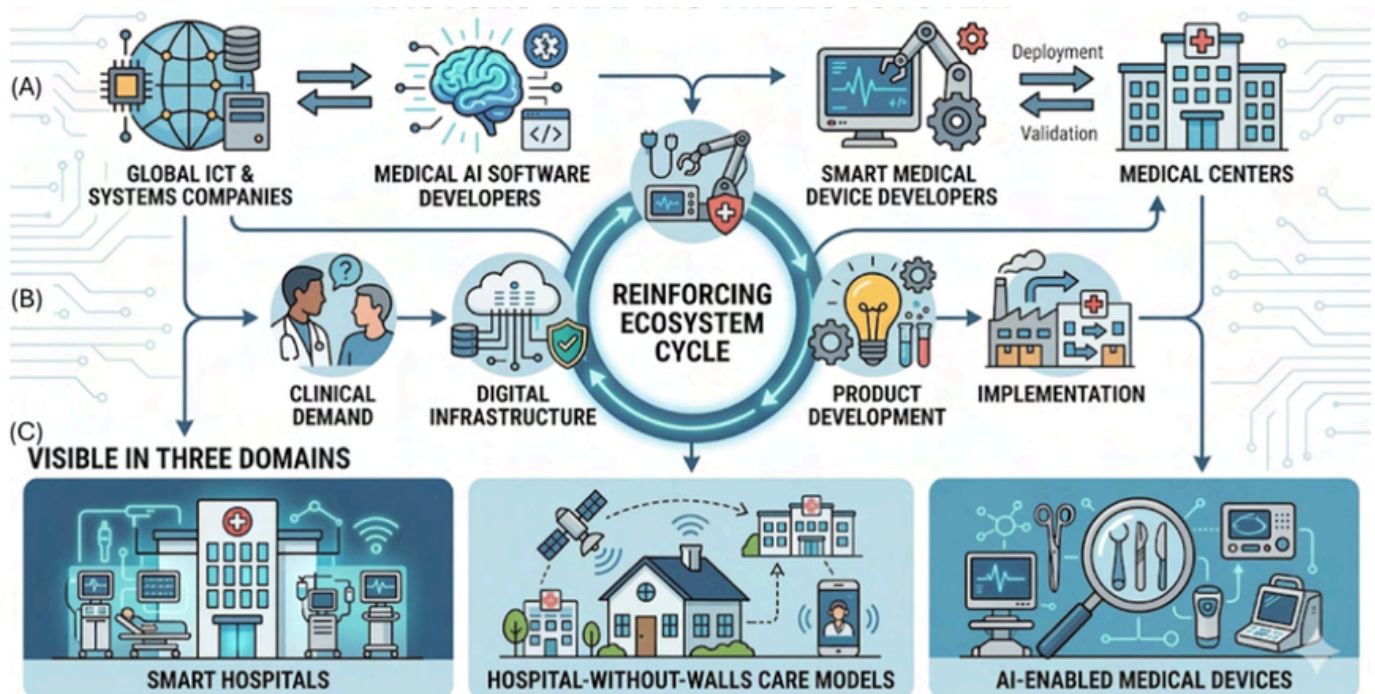 (A)
Deployment
Validation
GLOBAL ICT &
SYSTEMS COMPANIES
MEDICAL AI SOFTWARE
DEVELOPERS
</>
SMART MEDICAL
DEVICE DEVELOPERS
MEDICAL CENTERS
(B)
?
REINFORCING
ECOSYSTEM
CYCLE
CLINICAL
DEMAND
DIGITAL
INFRASTRUCTURE
PRODUCT
DEVELOPMENT
IMPLEMENTATION
(C)
VISIBLE IN THREE DOMAINS
SMART HOSPITALS
HOSPITAL-WITHOUT-WALLS CARE MODELS
AI-ENABLED MEDICAL DEVICES